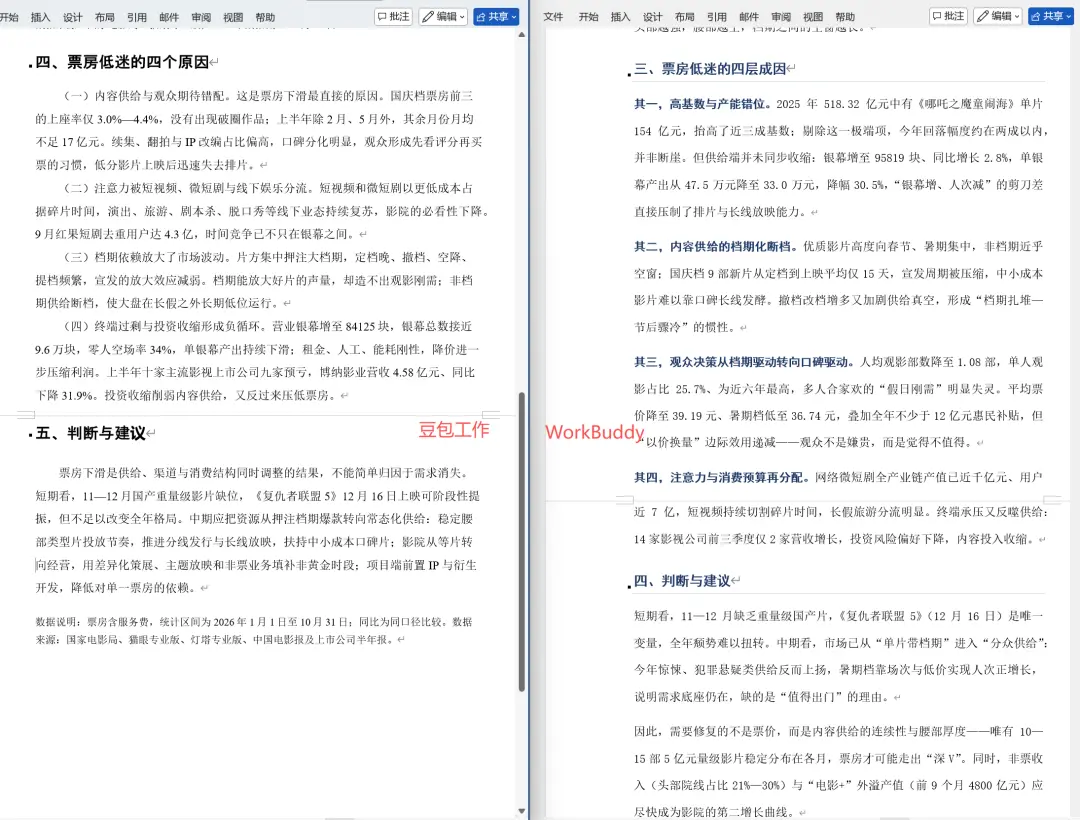 开始 插入 设计 布局 引用 邮件 审阅 视图 帮助 批注 编辑 共享
四、票房低迷的四个原因
（一）内容供给与观众期待错配。这是票房下滑最直接的原因。国庆档票房前三
的上座率仅 3.0%—4.4%，没有出现破圈作品；上半年除 2 月、5 月外，其余月份月均
不足 17 亿元。续集、翻拍与 IP 改编占比偏高，口碑分化明显，观众形成先看评分再买
票的习惯，低分影片上映后迅速失去排片。
（二）注意力被短视频、微短剧与线下娱乐分流。短视频和微短剧以更低成本占
据碎片时间，演出、旅游、剧本杀、脱口秀等线下业态持续复苏，影院的必看性下降。
9 月红果短剧去重用户达 4.3 亿，时间竞争已不只在银幕之间。
（三）档期依赖放大了市场波动。片方集中押注大档期，定档晚、撤档、空降、
提档频繁，宣发的放大效应减弱。档期能放大好片的声量，却造不出观影刚需；非档
期供给断档，使大盘在长假之外长期低位运行。
（四）终端过剩与投资收缩形成负循环。营业银幕增至 84125 块，银幕总数接近
9.6 万块，零人空场率 34%，单银幕产出持续下滑；租金、人工、能耗刚性，降价进一
步压缩利润。上半年十家主流影视上市公司九家预亏，博纳影业营收 4.58 亿元、同比
下降 31.9%。投资收缩削弱内容供给，又反过来压低票房。
五、判断与建议
豆包工作
票房下滑是供给、渠道与消费结构同时调整的结果，不能简单归因于需求消失。
短期看，11—12 月国产重量级影片缺位，《复仇者联盟 5》12 月 16 日上映可阶段性提
振，但不足以改变全年格局。中期应把资源从押注档期爆款转向常态化供给：稳定腰
部类型片投放节奏，推进分线发行与长线放映，扶持中小成本口碑片；影院从等片转
向经营，用差异化策展、主题放映和非票业务填补非黄金时段；项目端前置 IP 与衍生
开发，降低对单一票房的依赖。
数据说明：票房含服务费，统计区间为 2026 年 1 月 1 日至 10 月 31 日；同比为同口径比较。数据
来源：国家电影局、猫眼专业版、灯塔专业版、中国电影报及上市公司半年报。
文件 开始 插入 设计 布局 引用 邮件 审阅 视图 帮助 批注 编辑 共享
三、票房低迷的四层成因
其一，高基数与产能错位。2025 年 518.32 亿元中有《哪吒之魔童闹海》单片
154 亿元，抬高了近三成基数；剔除这一极端项，今年回落幅度约在两成以内，
并非断崖。但供给端并未同步收缩：银幕增至 95819 块、同比增长 2.8%，单银
幕产出从 47.5 万元降至 33.0 万元，降幅 30.5%，“银幕增、人次减”的剪刀差
直接压制了排片与长线放映能力。
其二，内容供给的档期化断档。优质影片高度向春节、暑期集中，非档期近乎
空窗；国庆档 9 部新片从定档到上映平均仅 15 天，宣发周期被压缩，中小成本
影片难以靠口碑长线发酵。撤档改档增多又加剧供给真空，形成“档期扎堆—
节后骤冷”的惯性。
其三，观众决策从档期驱动转向口碑驱动。人均观影部数降至 1.08 部，单人观
影占比 25.7%、为近六年最高，多人合家欢的“假日刚需”明显失灵。平均票
价降至 39.19 元、暑期档低至 36.74 元，叠加全年不少于 12 亿元惠民补贴，但
WorkBuddy
“以价换量”边际效用递减——观众不是嫌贵，而是觉得不值得。
其四，注意力与消费预算再分配。网络微短剧全产业链产值已近千亿元、用户
近 7 亿，短视频持续切割碎片时间，长假旅游分流明显。终端承压又反噬供给：
14 家影视公司前三季度仅 2 家营收增长，投资风险偏好下降，内容投入收缩。
四、判断与建议
短期看，11—12 月缺乏重量级国产片，《复仇者联盟 5》（12 月 16 日）是唯一
变量，全年颓势难以扭转。中期看，市场已从“单片带档期”进入“分众供给”：
今年惊悚、犯罪悬疑类供给反而上扬，暑期档靠场次与低价实现人次正增长，
说明需求底座仍在，缺的是“值得出门”的理由。
因此，需要修复的不是票价，而是内容供给的连续性与腰部厚度——唯有 10—
15 部 5 亿元量级影片稳定分布在各月，票房才可能走出“深 V”。同时，非票收
入（头部院线占比 21%—30%）与“电影+”外溢产值（前 9 个月 4800 亿元）应
尽快成为影院的第二增长曲线。